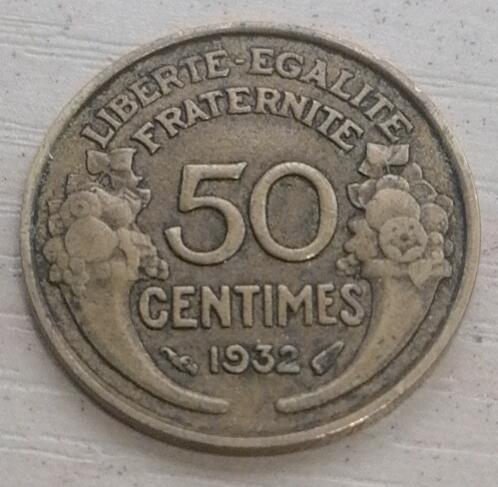 LIBERTE-EGALITE
FRATERNITE
50
CENTIMES
1932